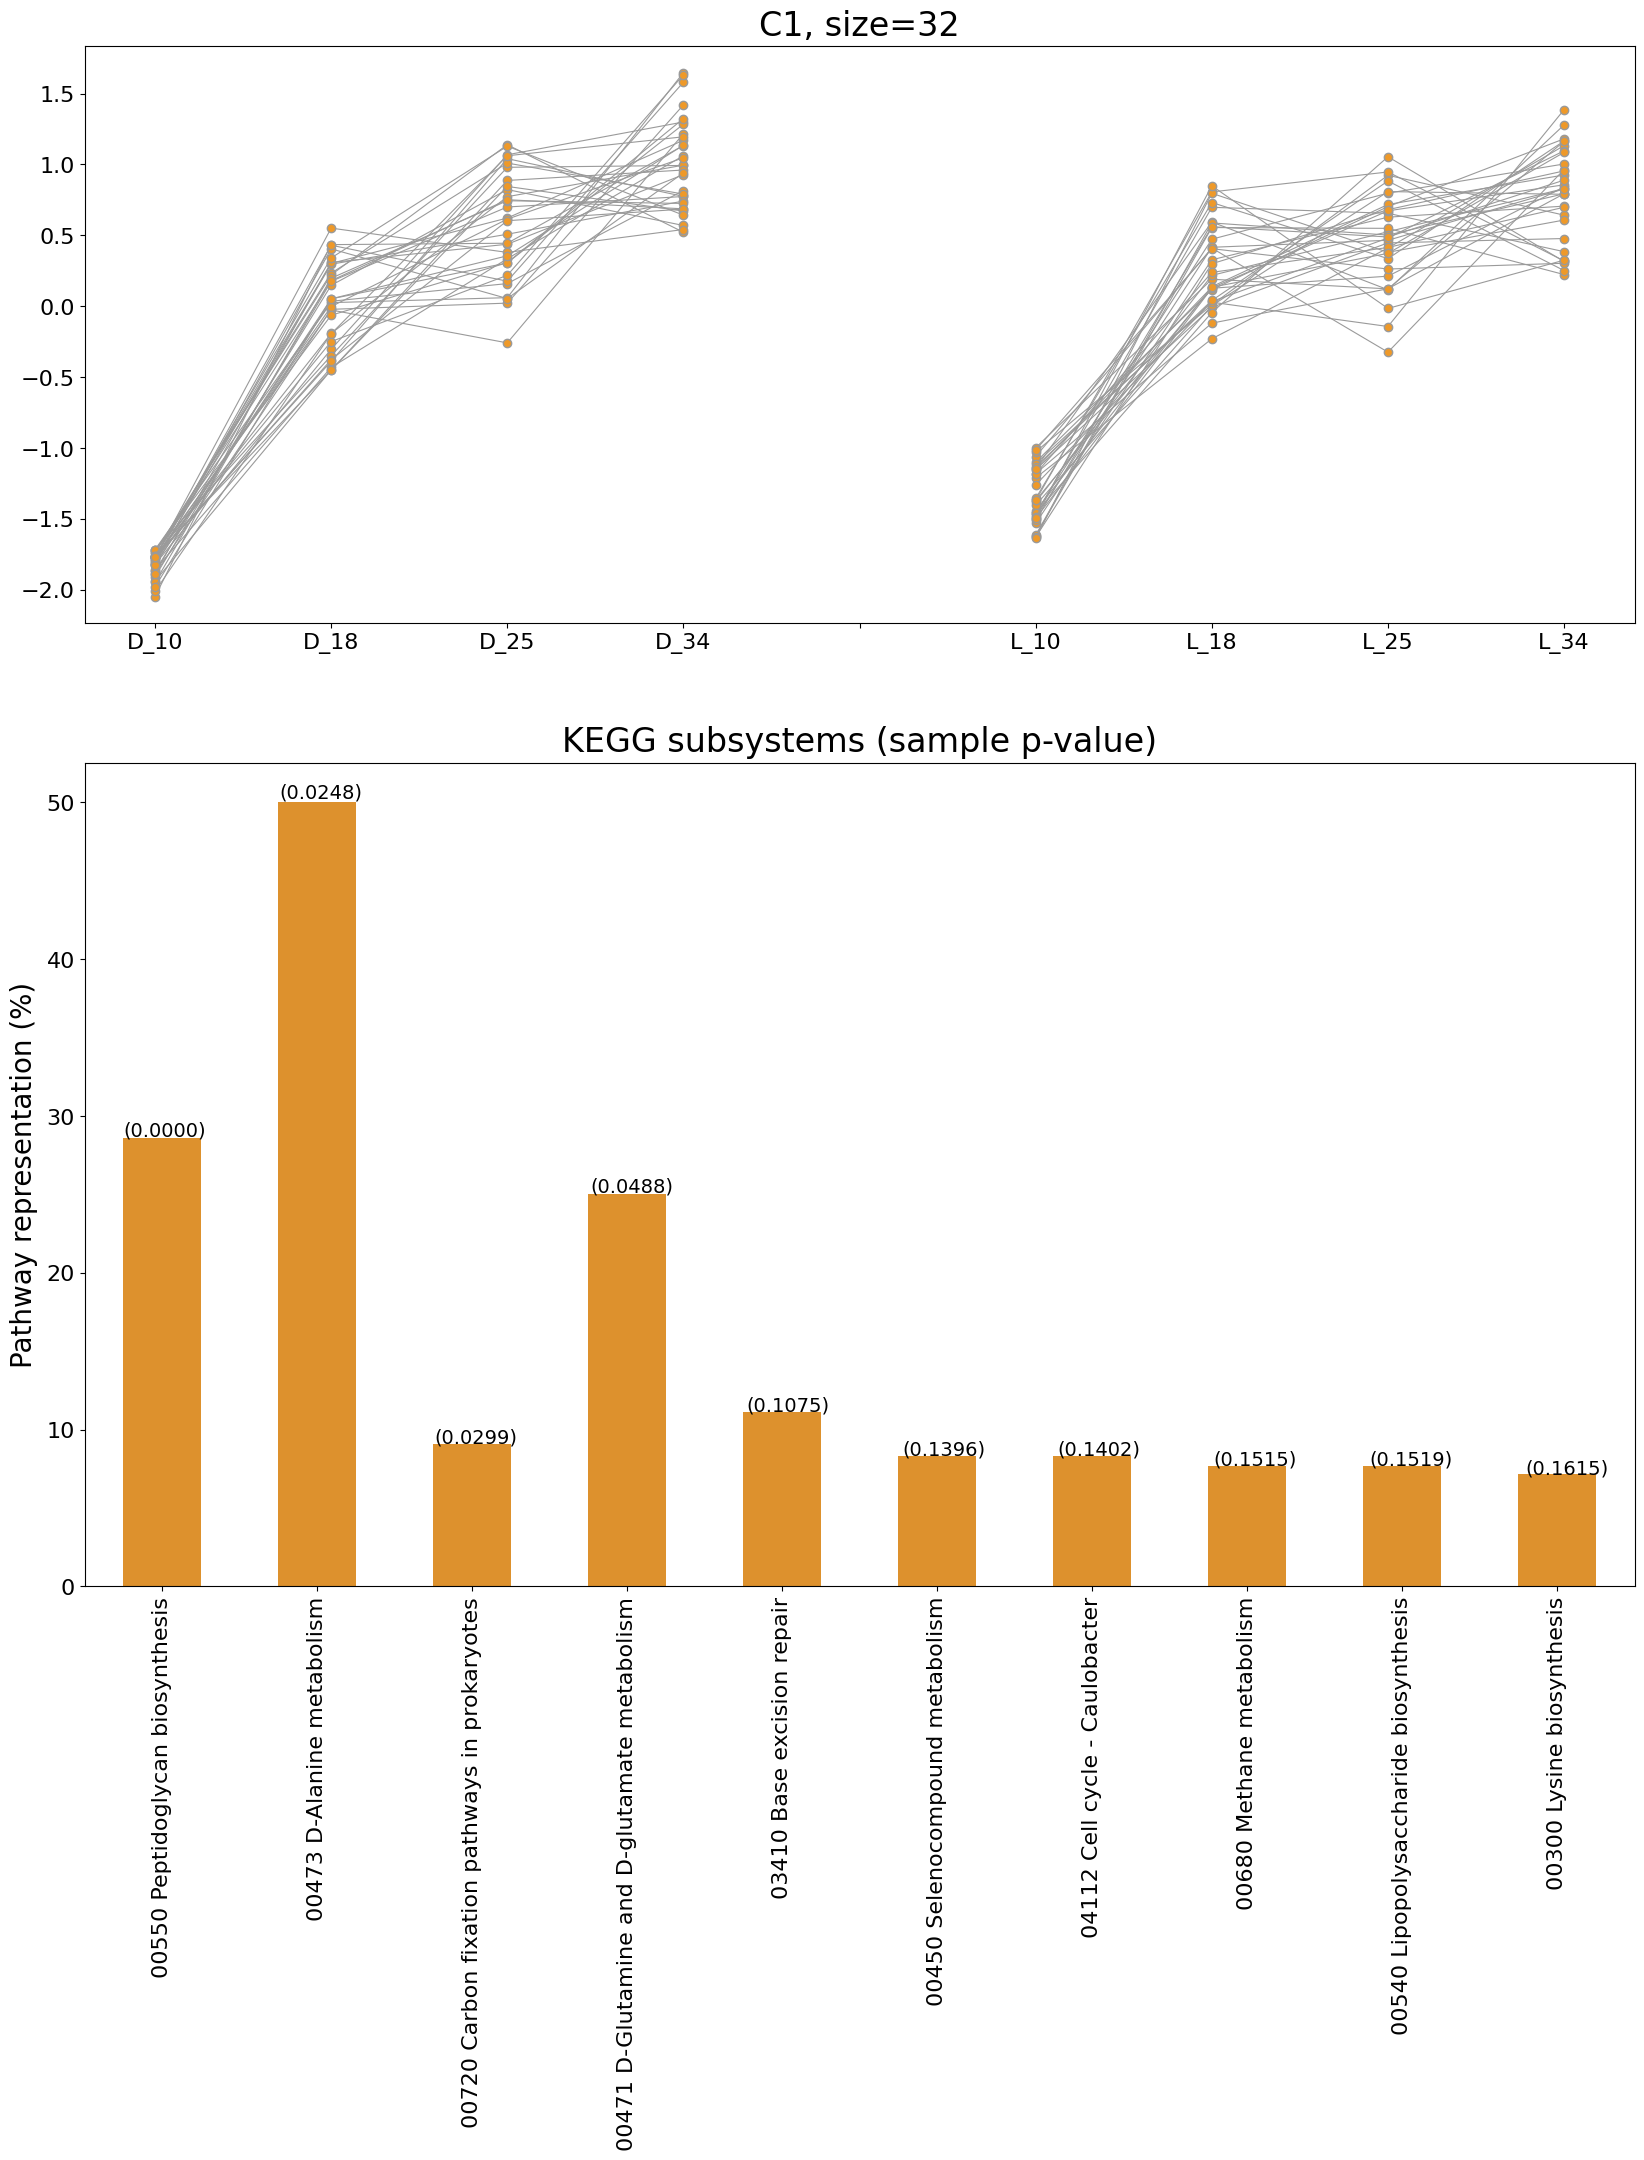 C1, size=32
1.5
1.0
0.5
0.0
−0.5
−1.0
−1.5
−2.0
D_10 D_18 D_25 D_34 L_10 L_18 L_25 L_34
KEGG subsystems (sample p-value)
Pathway representation (%)
50
40
30
20
10
0
(0.0000)
(0.0248)
(0.0299)
(0.0488)
(0.1075)
(0.1396)
(0.1402)
(0.1515)
(0.1519)
(0.1615)
00550 Peptidoglycan biosynthesis
00473 D-Alanine metabolism
00720 Carbon fixation pathways in prokaryotes
00471 D-Glutamine and D-glutamate metabolism
03410 Base excision repair
00450 Selenocompound metabolism
04112 Cell cycle - Caulobacter
00680 Methane metabolism
00540 Lipopolysaccharide biosynthesis
00300 Lysine biosynthesis